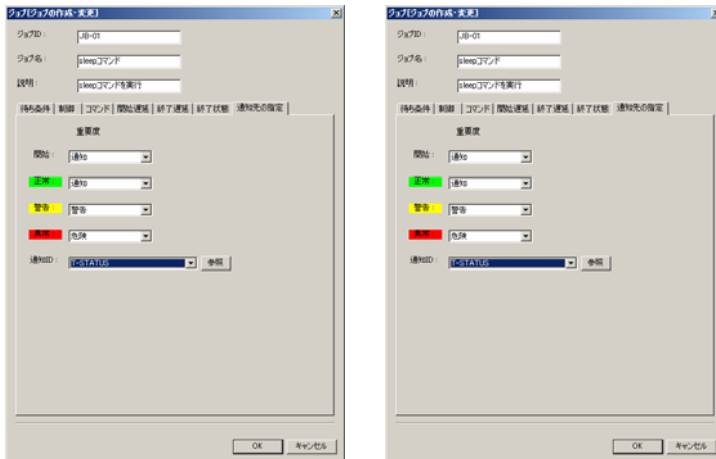 ジョブ[ジョブの作成・変更]
ジョブID：
JB-01
ジョブ名：
sleepコマンド
説明：
sleepコマンドを実行
待ち条件 制御 コマンド 開始遅延 終了遅延 終了状態 通知先の指定
重要度
開始： 通知
正常： 通知
警告： 警告
異常： 危険
通知ID： IT-STATUS 参照
OK キャンセル
ジョブ[ジョブの作成・変更]
ジョブID：
JB-01
ジョブ名：
sleepコマンド
説明：
sleepコマンドを実行
待ち条件 制御 コマンド 開始遅延 終了遅延 終了状態 通知先の指定
重要度
開始： 通知
正常： 通知
警告： 警告
異常： 危険
通知ID： IT-STATUS 参照
OK キャンセル